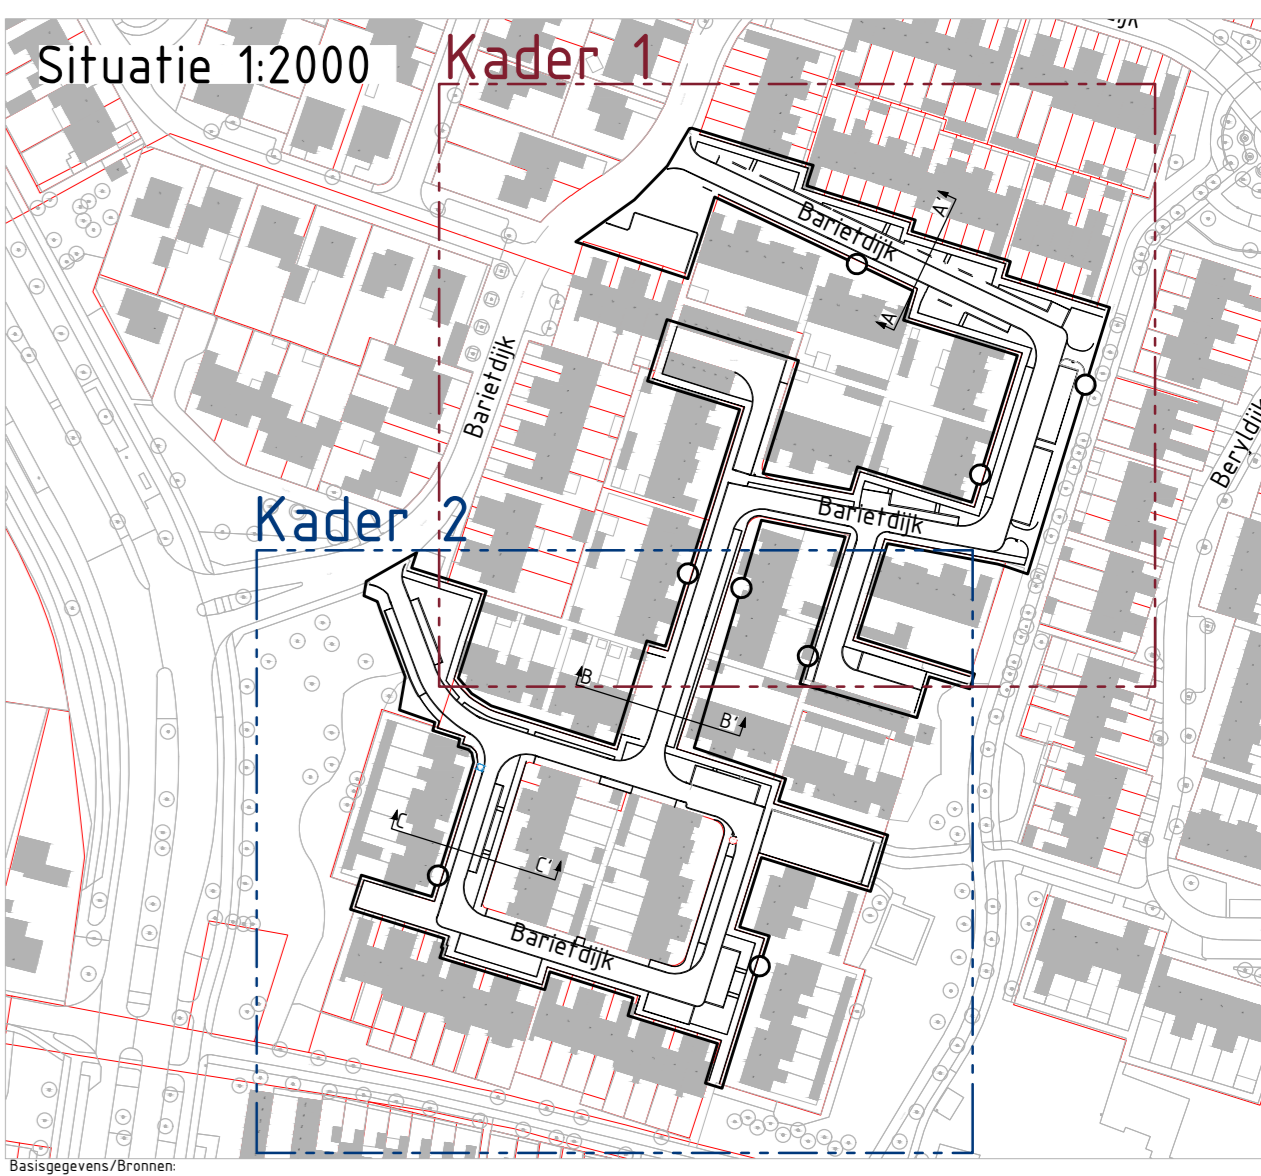 Situatie 1:2000
Kader 1
Barietdijk
A'
A
Barietdijk
Beryldijk
Kader 2
Barietdijk
B
B'
C
C'
Barietdijk
Basisgegevens/Bronnen: